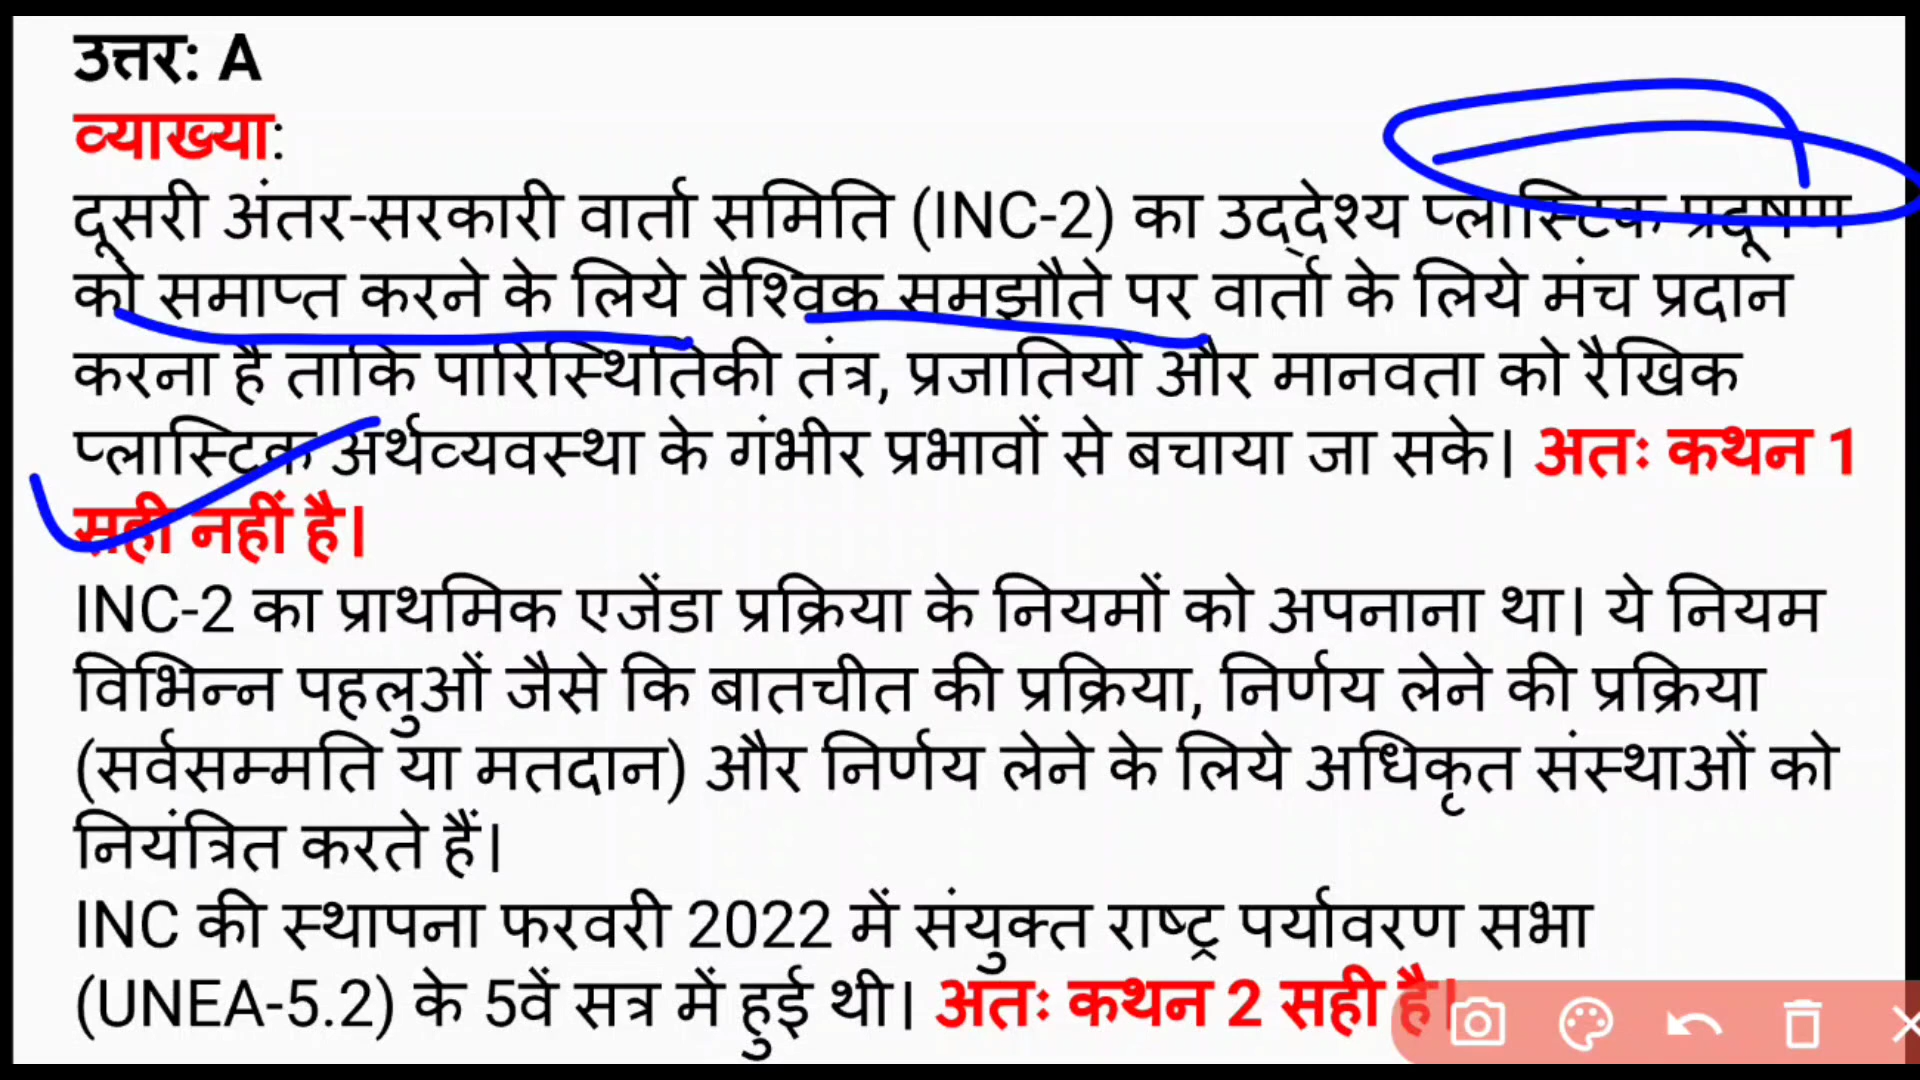 उत्तर: A
व्याख्या:
दूसरी अंतर-सरकारी वार्ता समिति (INC-2) का उद्देश्य प्लास्टिक प्रदूषण
को समाप्त करने के लिये वैश्विक समझौते पर वार्ता के लिये मंच प्रदान
करना है ताकि पारिस्थितिकी तंत्र, प्रजातियों और मानवता को रैखिक
प्लास्टिक अर्थव्यवस्था के गंभीर प्रभावों से बचाया जा सके। अतः कथन 1
सही नहीं है।
INC-2 का प्राथमिक एजेंडा प्रक्रिया के नियमों को अपनाना था। ये नियम
विभिन्न पहलुओं जैसे कि बातचीत की प्रक्रिया, निर्णय लेने की प्रक्रिया
(सर्वसम्मति या मतदान) और निर्णय लेने के लिये अधिकृत संस्थाओं को
नियंत्रित करते हैं।
INC की स्थापना फरवरी 2022 में संयुक्त राष्ट्र पर्यावरण सभा
(UNEA-5.2) के 5वें सत्र में हुई थी। अतः कथन 2 सही है।